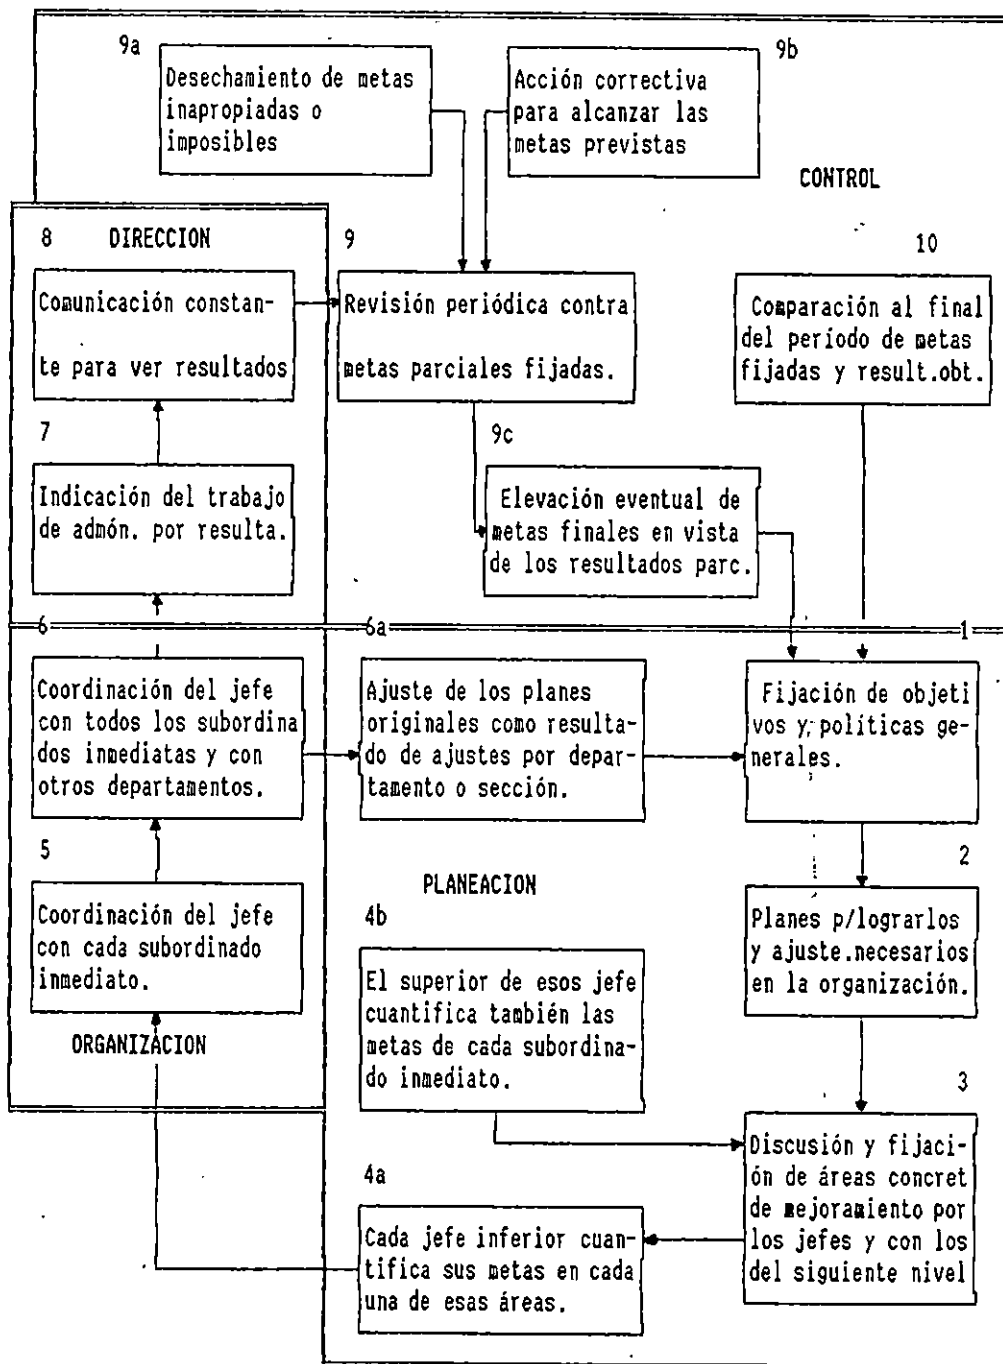 9a
Desechamiento de metas
inapropiadas o
imposibles
9b
Acción correctiva
para alcanzar las
metas previstas
CONTROL
8 DIRECCION
Comunicación constan-
te para ver resultados
9
Revisión periódica contra
metas parciales fijadas.
10
Comparación al final
del período de metas
fijadas y result.obt.
7
Indicación del trabajo
de admón. por resulta.
9c
Elevación eventual de
metas finales en vista
de los resultados parc.
6
Coordinación del jefe
con todos los subordina
dos inmediatas y con
otros departamentos.
6a
Ajuste de los planes
originales como resulta-
do de ajustes por depar-
tamento o sección.
1
Fijación de objeti
vos y políticas ge-
nerales.
5
Coordinación del jefe
con cada subordinado
inmediato.
ORGANIZACION
PLANEACION
4b
El superior de esos jefe
cuantifica también las
metas de cada subordina-
do inmediato.
2
Planes p/lograrlos
y ajuste.necesarios
en la organización.
3
Discusión y fijaci-
ón de áreas concret
de mejoramiento por
los jefes y con los
del siguiente nivel
4a
Cada jefe inferior cuan-
tifica sus metas en cada
una de esas áreas.